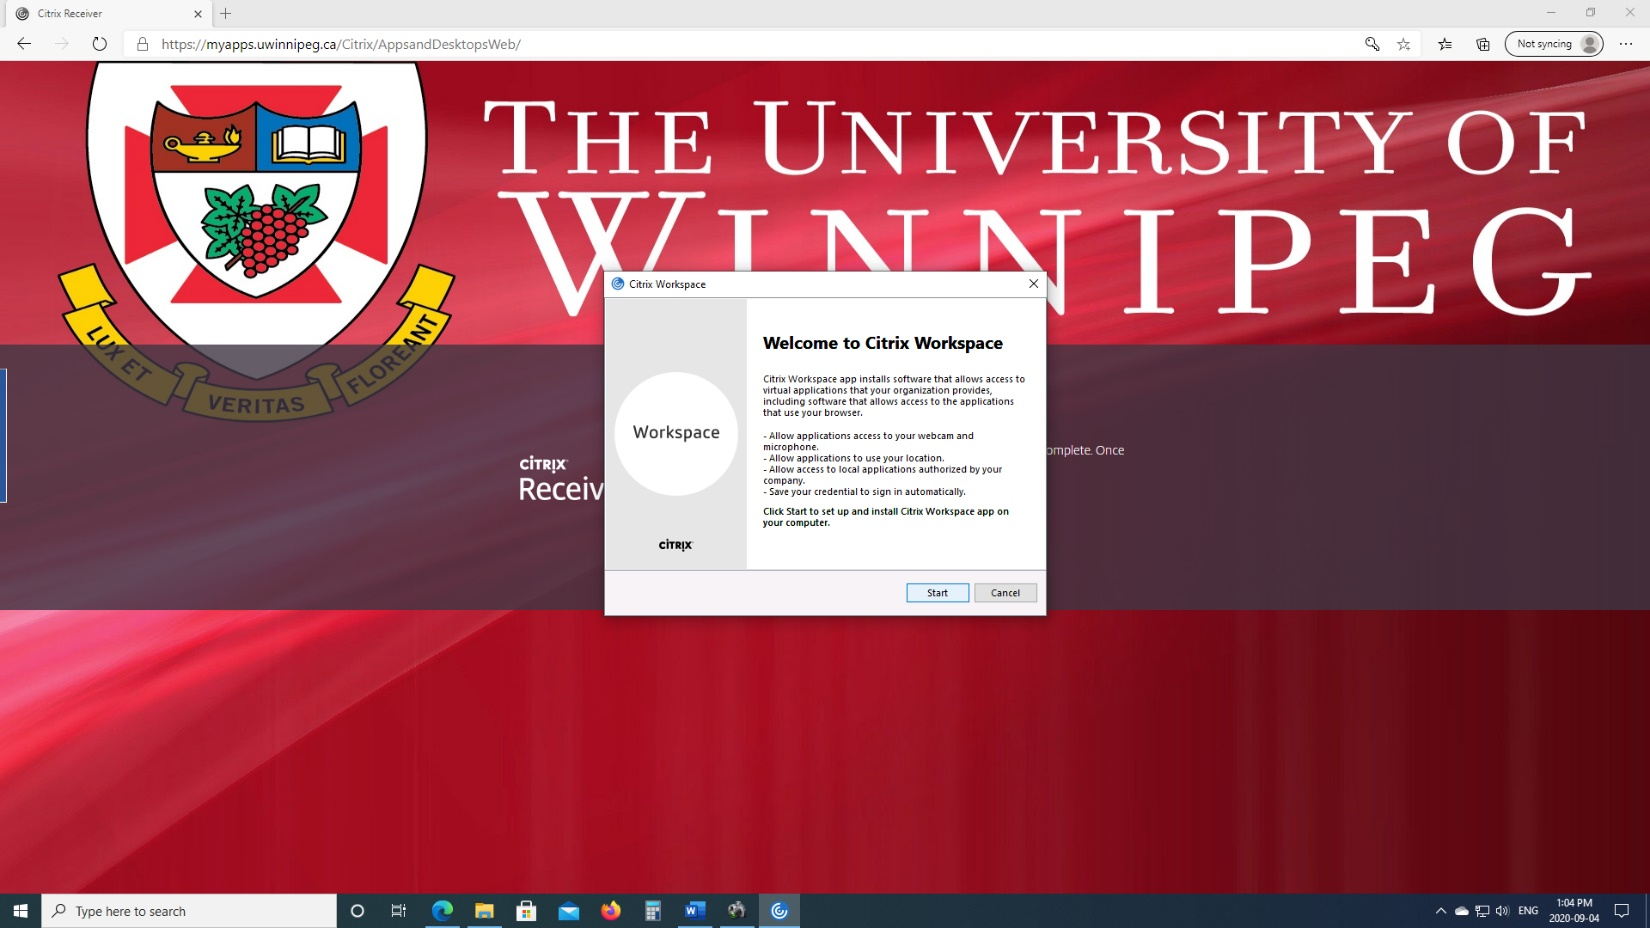 Citrix Receiver
https://myapps.uwinnipeg.ca/Citrix/AppsandDesktopsWeb/
Not syncing
THE UNIVERSITY OF
WINNIPEG
LUX ET
VERITAS
FLOREANT
CITRIX
Receiv
omplete. Once
Citrix Workspace
Workspace
CITRIX
Welcome to Citrix Workspace
Citrix Workspace app installs software that allows access to
virtual applications that your organization provides,
including software that allows access to the applications
that use your browser.
- Allow applications access to your webcam and
microphone.
- Allow applications to use your location.
- Allow access to local applications authorized by your
company.
- Save your credential to sign in automatically.
Click Start to set up and install Citrix Workspace app on
your computer.
Start
Cancel
Type here to search
ENG
1:04 PM
2020-09-04